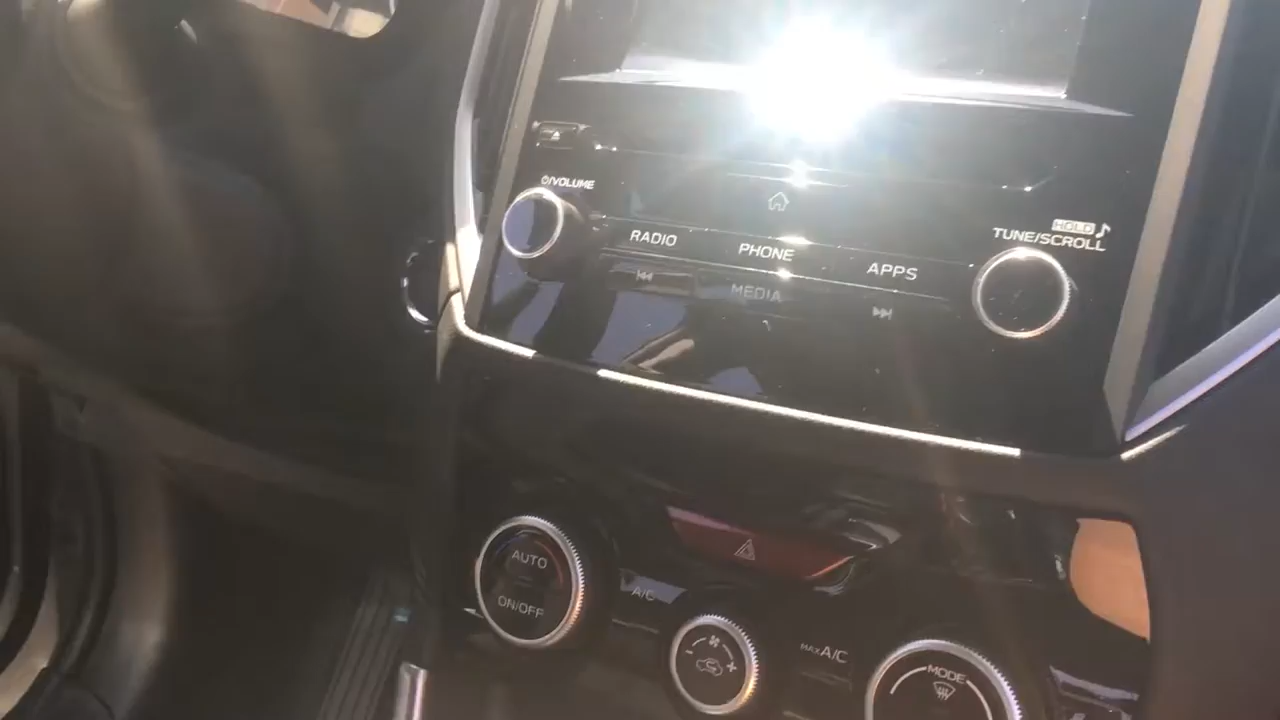 ⏻/VOLUME
HOLD ♪
TUNE/SCROLL
RADIO
PHONE
APPS
MEDIA
AUTO
ON/OFF
A/C
MAX A/C
MODE